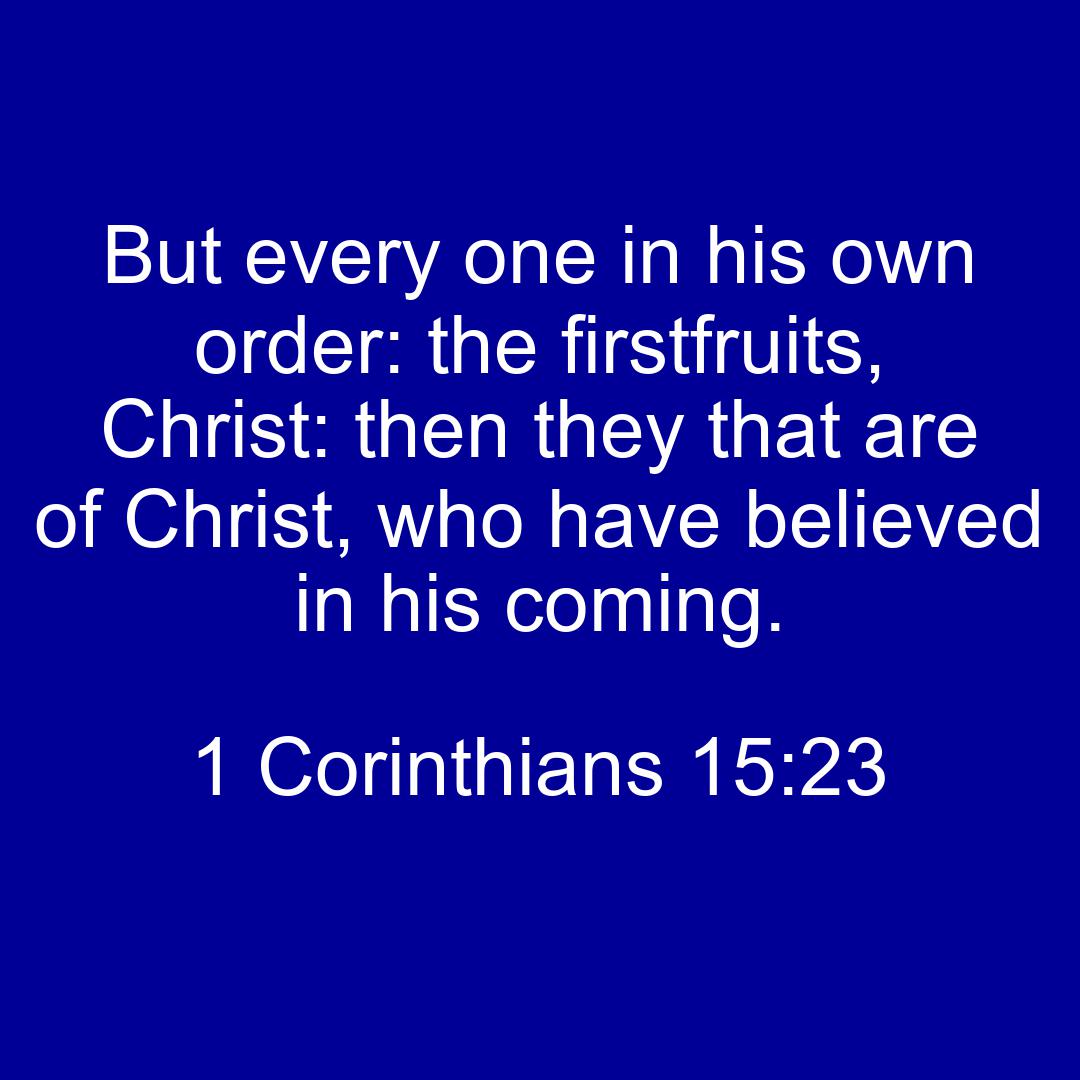 But every one in his own
order: the firstfruits,
Christ: then they that are
of Christ, who have believed
in his coming.
1 Corinthians 15:23